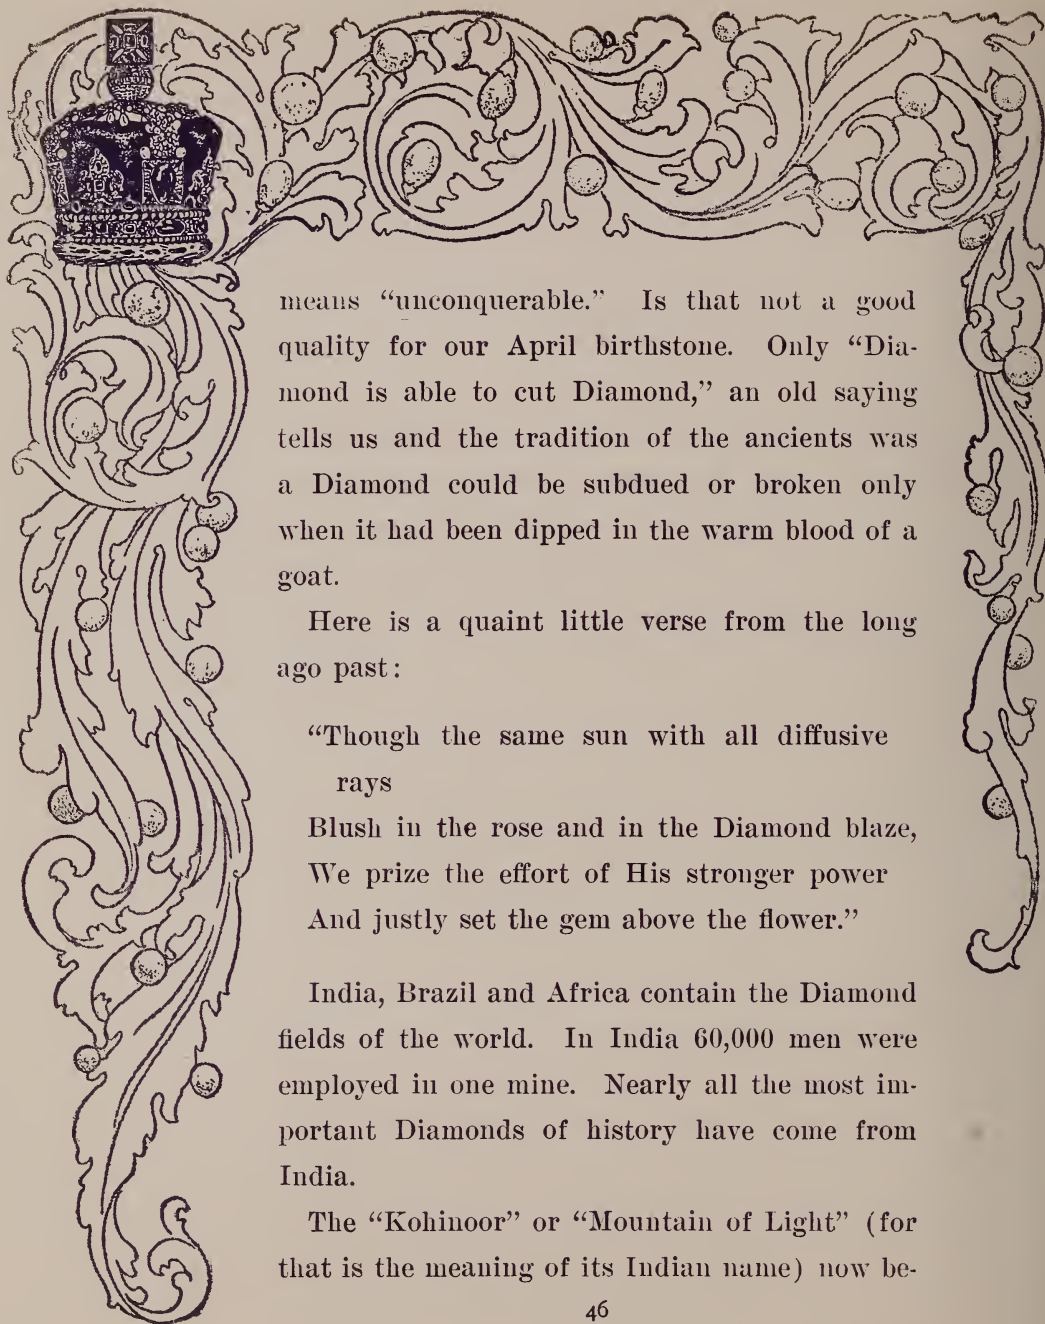 means “unconquerable.” Is that not a good
quality for our April birthstone. Only “Dia-
mond is able to cut Diamond,” an old saying
tells us and the tradition of the ancients was
a Diamond could be subdued or broken only
when it had been dipped in the warm blood of a
goat.
Here is a quaint little verse from the long
ago past:
“Though the same sun with all diffusive
rays
Blush in the rose and in the Diamond blaze,
We prize the effort of His stronger power
And justly set the gem above the flower.”
India, Brazil and Africa contain the Diamond
fields of the world. In India 60,000 men were
employed in one mine. Nearly all the most im-
portant Diamonds of history have come from
India.
The “Kohinoor” or “Mountain of Light” (for
that is the meaning of its Indian name) now be-
46